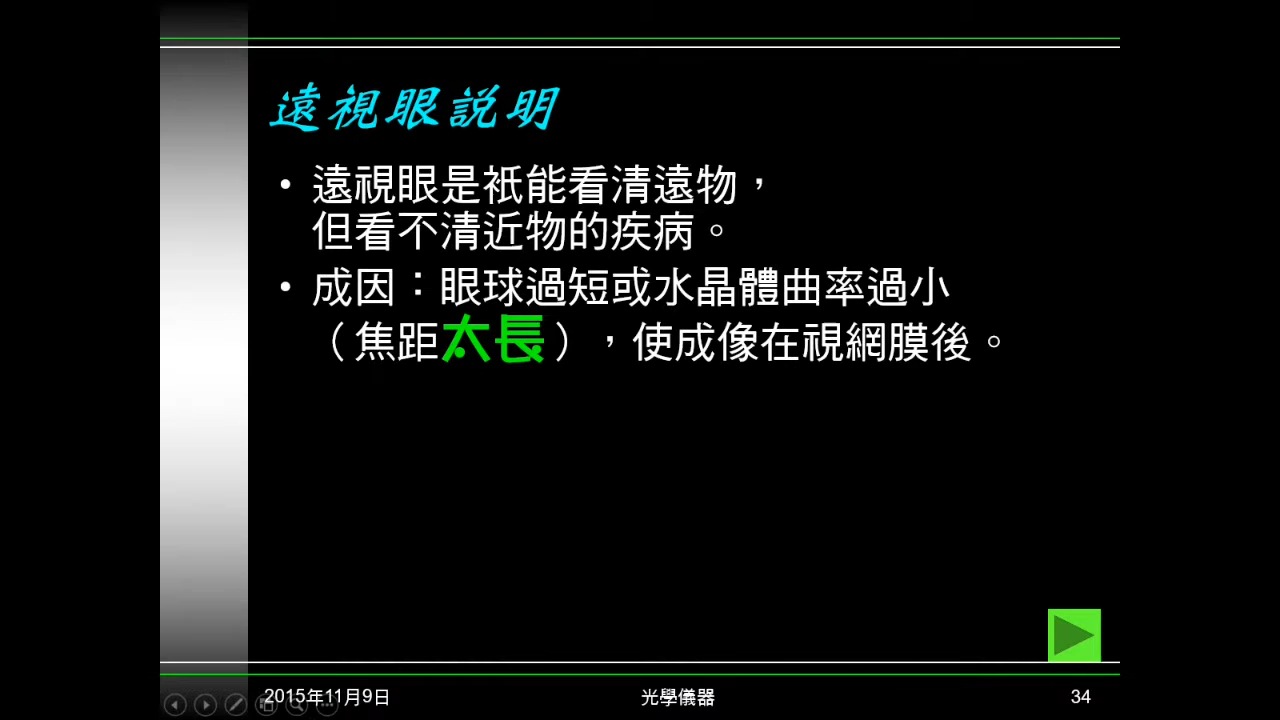 遠視眼説明
• 遠視眼是祇能看清遠物，
但看不清近物的疾病。
• 成因：眼球過短或水晶體曲率過小
（焦距太長），使成像在視網膜後。
2015年11月9日
光學儀器
34